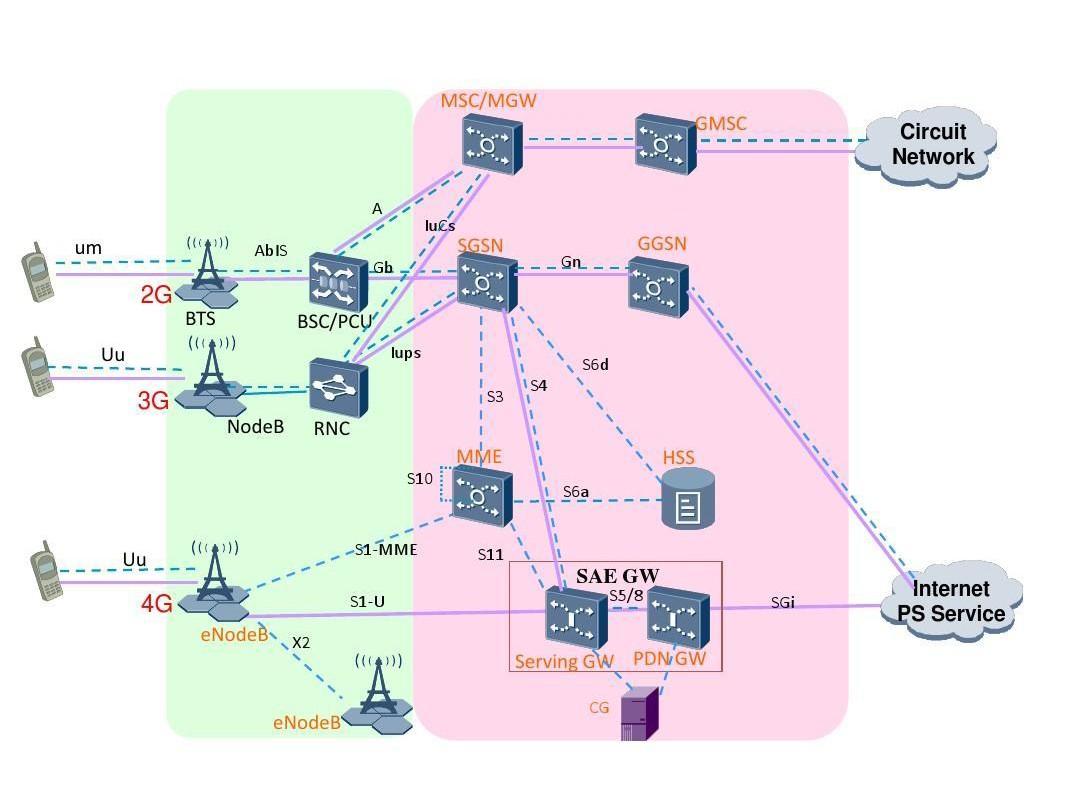 MSC/MGW
GMSC
Circuit
Network
A
IuCs
um
AbIS
Gb
SGSN
Gn
GGSN
2G
BTS
BSC/PCU
Uu
Iups
3G
NodeB
RNC
S3
S4
S6d
MME
HSS
S10
S6a
S1-MME
S11
Uu
SAE GW
4G
S1-U
S5/8
SGi
Internet
PS Service
eNodeB
X2
Serving GW
PDN GW
CG
eNodeB